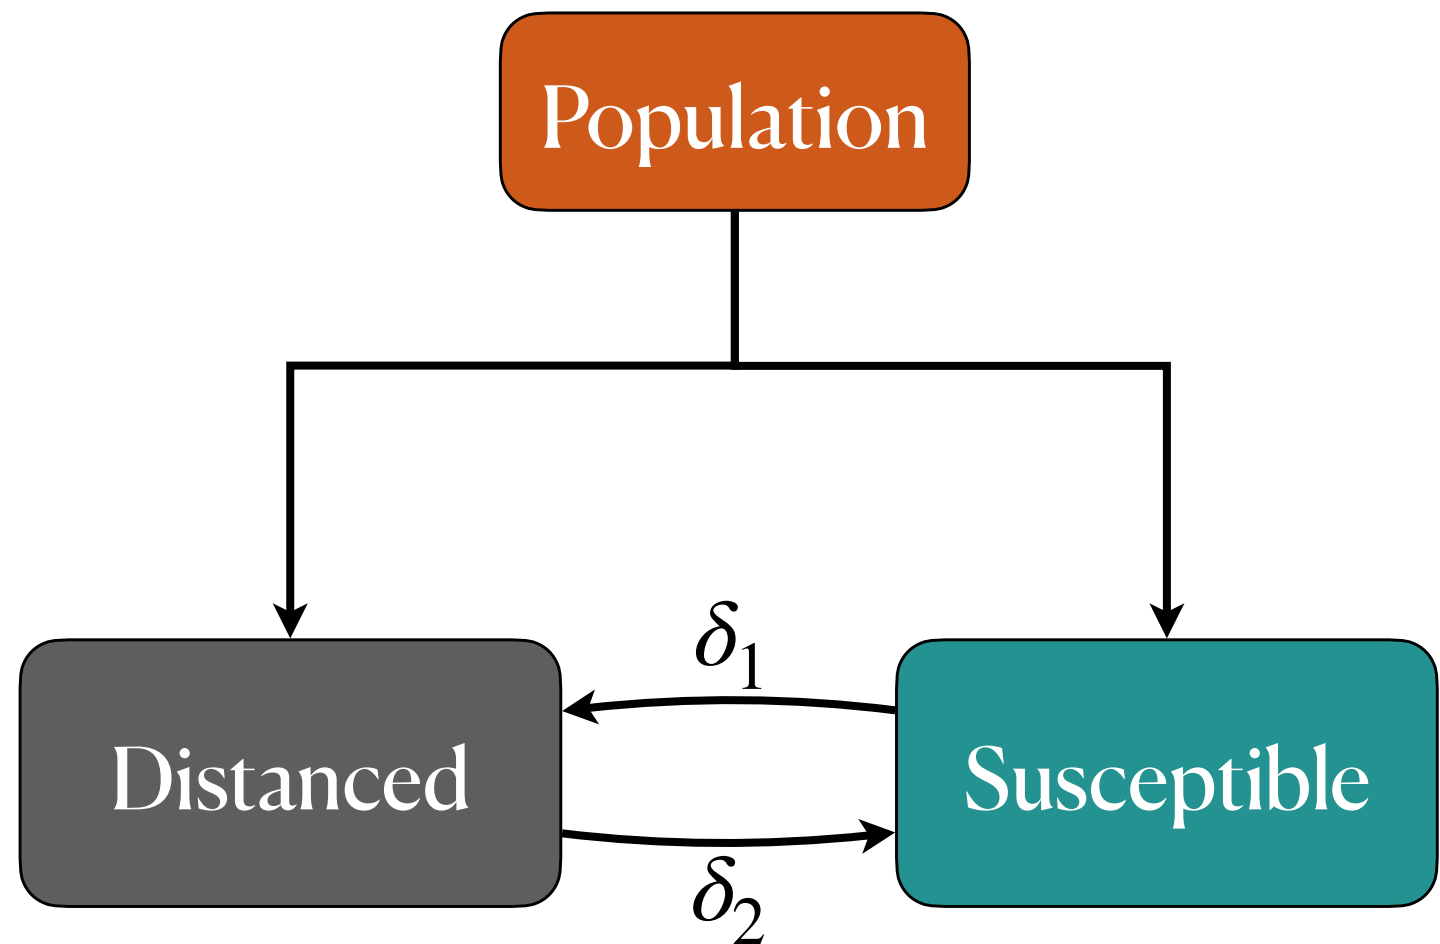 Population
δ₁
Distanced
Susceptible
δ₂